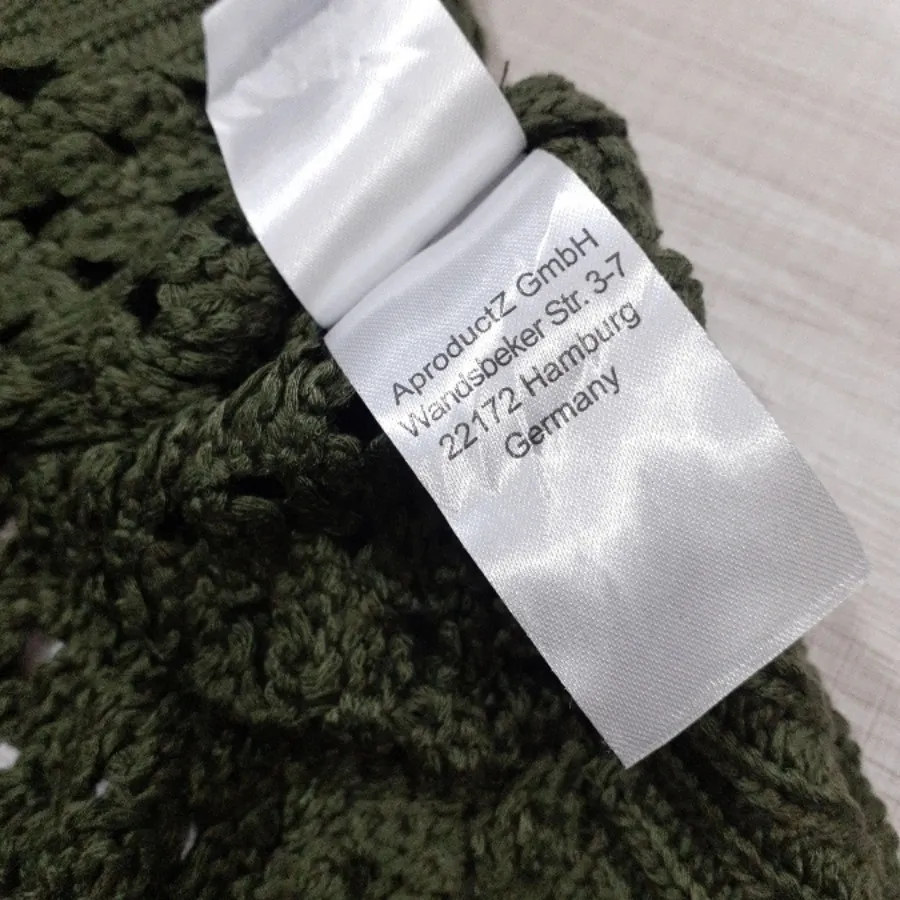 AproductZ GmbH
Wandsbeker Str. 3-7
22172 Hamburg
Germany